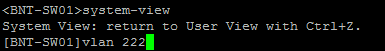 <BNT-SW01>system-view
System View: return to User View with Ctrl+Z.
[BNT-SW01]vlan 222